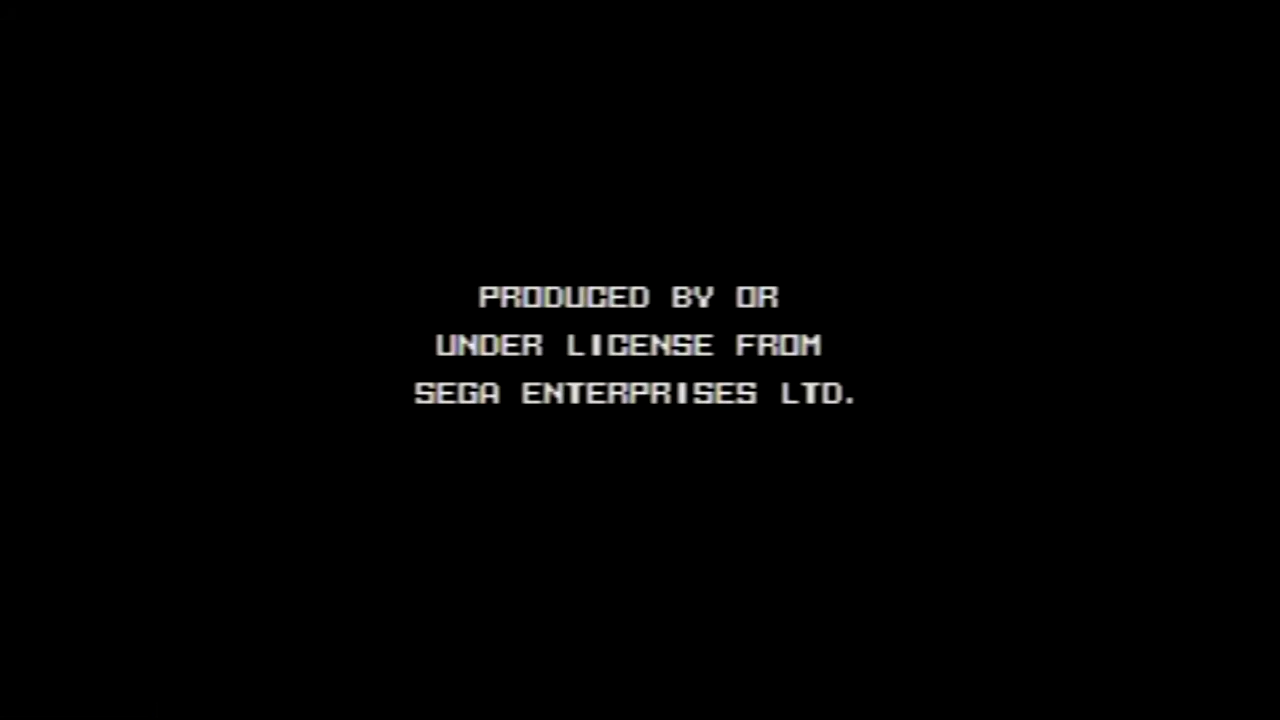 PRODUCED BY OR
UNDER LICENSE FROM
SEGA ENTERPRISES LTD.